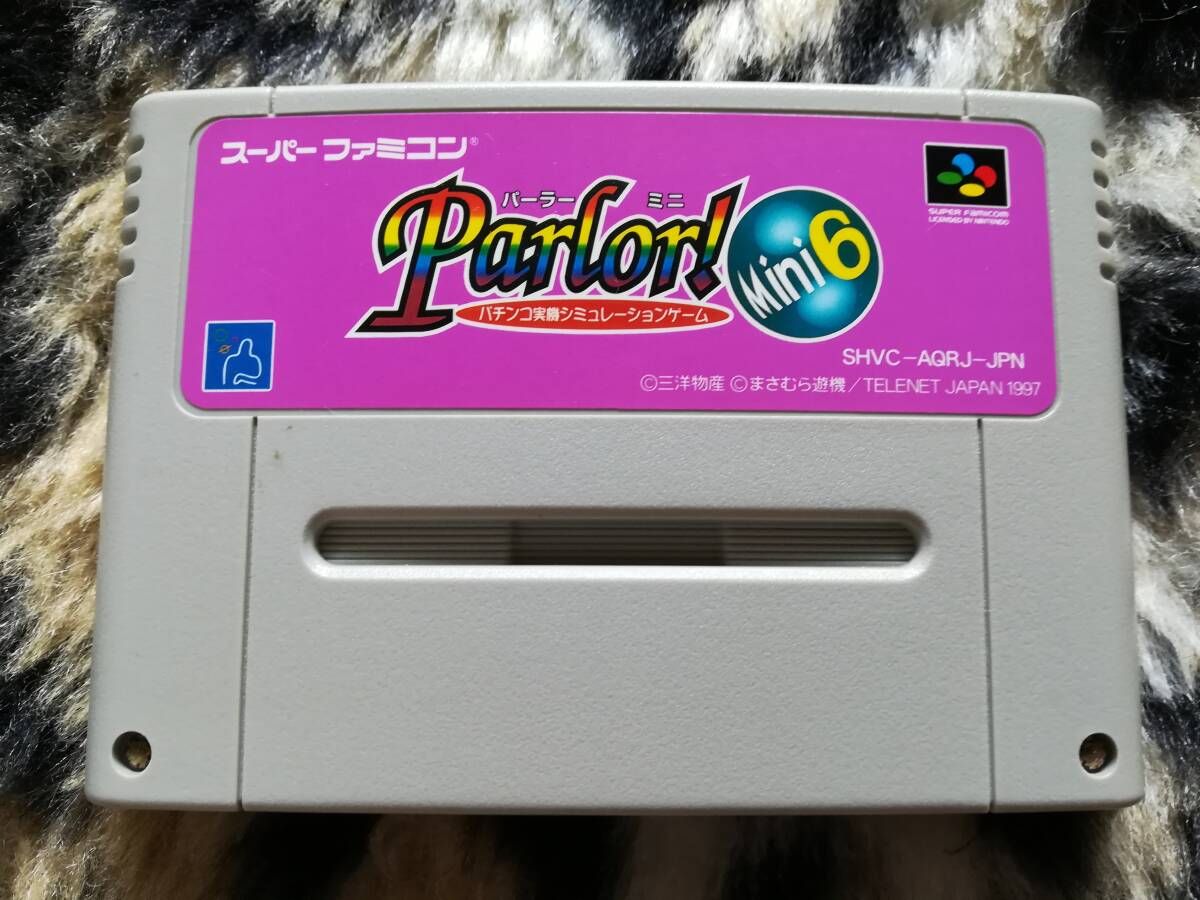 スーパーファミコン®
パーラー ミニ
Parlor! Mini 6
パチンコ実機シミュレーションゲーム
SUPER FAMICOM
LICENSED BY NINTENDO
SHVC-AQRJ-JPN
©三洋物産 ©まさむら遊機/TELENET JAPAN 1997